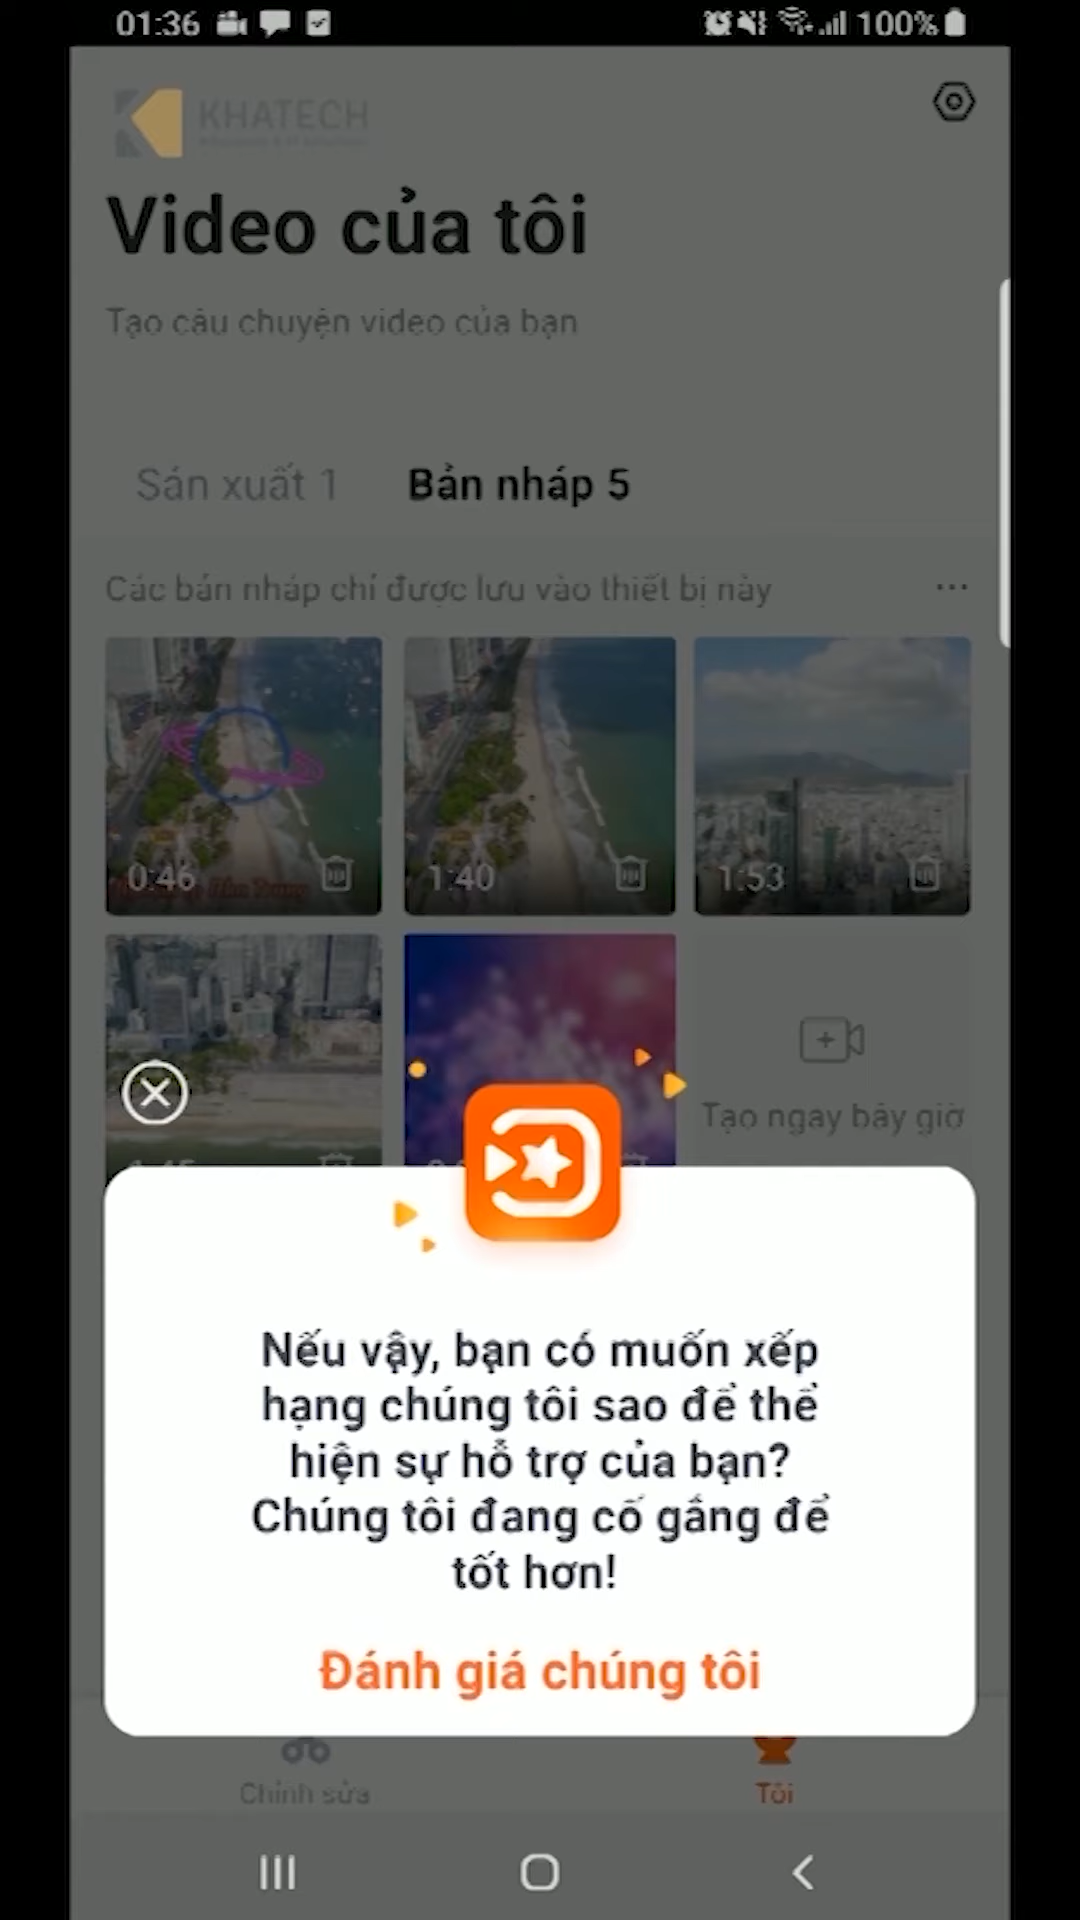 01:36
100%
KHATECH
Video của tôi
Tạo câu chuyện video của bạn
Sản xuất 1
Bản nháp 5
Các bản nháp chỉ được lưu vào thiết bị này
0:46
1:40
1:53
Tạo ngay bây giờ
Nếu vậy, bạn có muốn xếp
hạng chúng tôi sao để thể
hiện sự hỗ trợ của bạn?
Chúng tôi đang cố gắng để
tốt hơn!
Đánh giá chúng tôi
Chỉnh sửa
Tôi